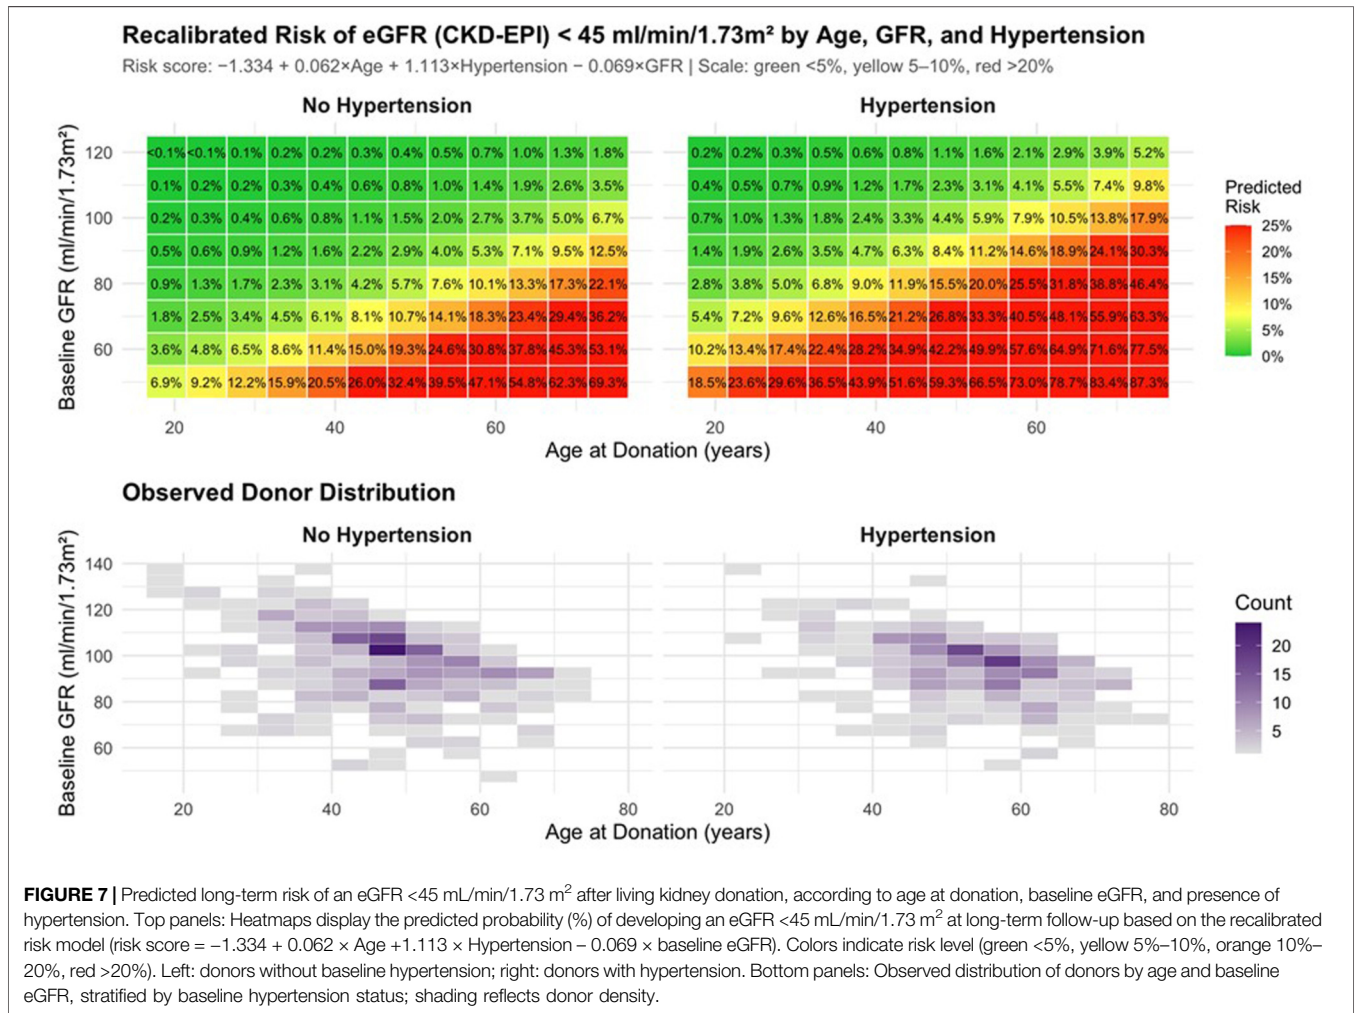 Recalibrated Risk of eGFR (CKD-EPI) < 45 ml/min/1.73m² by Age, GFR, and Hypertension
Risk score: −1.334 + 0.062×Age + 1.113×Hypertension − 0.069×GFR | Scale: green <5%, yellow 5–10%, red >20%
No Hypertension
Baseline GFR (ml/min/1.73m²)
120
100
80
60
<0.1% <0.1% 0.1% 0.2% 0.2% 0.3% 0.4% 0.5% 0.7% 1.0% 1.3% 1.8%
0.1% 0.2% 0.2% 0.3% 0.4% 0.6% 0.8% 1.0% 1.4% 1.9% 2.6% 3.5%
0.2% 0.3% 0.4% 0.6% 0.8% 1.1% 1.5% 2.0% 2.7% 3.7% 5.0% 6.7%
0.5% 0.6% 0.9% 1.2% 1.6% 2.2% 2.9% 4.0% 5.3% 7.1% 9.5% 12.5%
0.9% 1.3% 1.7% 2.3% 3.1% 4.2% 5.7% 7.6% 10.1% 13.3% 17.3% 22.1%
1.8% 2.5% 3.4% 4.5% 6.1% 8.1% 10.7% 14.1% 18.3% 23.4% 29.4% 36.2%
3.6% 4.8% 6.5% 8.6% 11.4% 15.0% 19.3% 24.6% 30.8% 37.8% 45.3% 53.1%
6.9% 9.2% 12.2% 15.9% 20.5% 26.0% 32.4% 39.5% 47.1% 54.8% 62.3% 69.3%
20 40 60
Hypertension
0.2% 0.2% 0.3% 0.5% 0.6% 0.8% 1.1% 1.6% 2.1% 2.9% 3.9% 5.2%
0.4% 0.5% 0.7% 0.9% 1.2% 1.7% 2.3% 3.1% 4.1% 5.5% 7.4% 9.8%
0.7% 1.0% 1.3% 1.8% 2.4% 3.3% 4.4% 5.9% 7.9% 10.5% 13.8% 17.9%
1.4% 1.9% 2.6% 3.5% 4.7% 6.3% 8.4% 11.2% 14.6% 18.9% 24.1% 30.3%
2.8% 3.8% 5.0% 6.8% 9.0% 11.9% 15.5% 20.0% 25.5% 31.8% 38.8% 46.4%
5.4% 7.2% 9.6% 12.6% 16.5% 21.2% 26.8% 33.3% 40.5% 48.1% 55.9% 63.3%
10.2% 13.4% 17.4% 22.4% 28.2% 34.9% 42.2% 49.9% 57.6% 64.9% 71.6% 77.5%
18.5% 23.6% 29.6% 36.5% 43.9% 51.6% 59.3% 66.5% 73.0% 78.7% 83.4% 87.3%
20 40 60
Age at Donation (years)
Predicted
Risk
25%
20%
15%
10%
5%
0%
Observed Donor Distribution
No Hypertension
Baseline GFR (ml/min/1.73m²)
140
120
100
80
60
20 40 60 80
Hypertension
20 40 60 80
Age at Donation (years)
Count
20
15
10
5
FIGURE 7 | Predicted long-term risk of an eGFR <45 mL/min/1.73 m² after living kidney donation, according to age at donation, baseline eGFR, and presence of
hypertension. Top panels: Heatmaps display the predicted probability (%) of developing an eGFR <45 mL/min/1.73 m² at long-term follow-up based on the recalibrated
risk model (risk score = −1.334 + 0.062 × Age +1.113 × Hypertension – 0.069 × baseline eGFR). Colors indicate risk level (green <5%, yellow 5%–10%, orange 10%–
20%, red >20%). Left: donors without baseline hypertension; right: donors with hypertension. Bottom panels: Observed distribution of donors by age and baseline
eGFR, stratified by baseline hypertension status; shading reflects donor density.